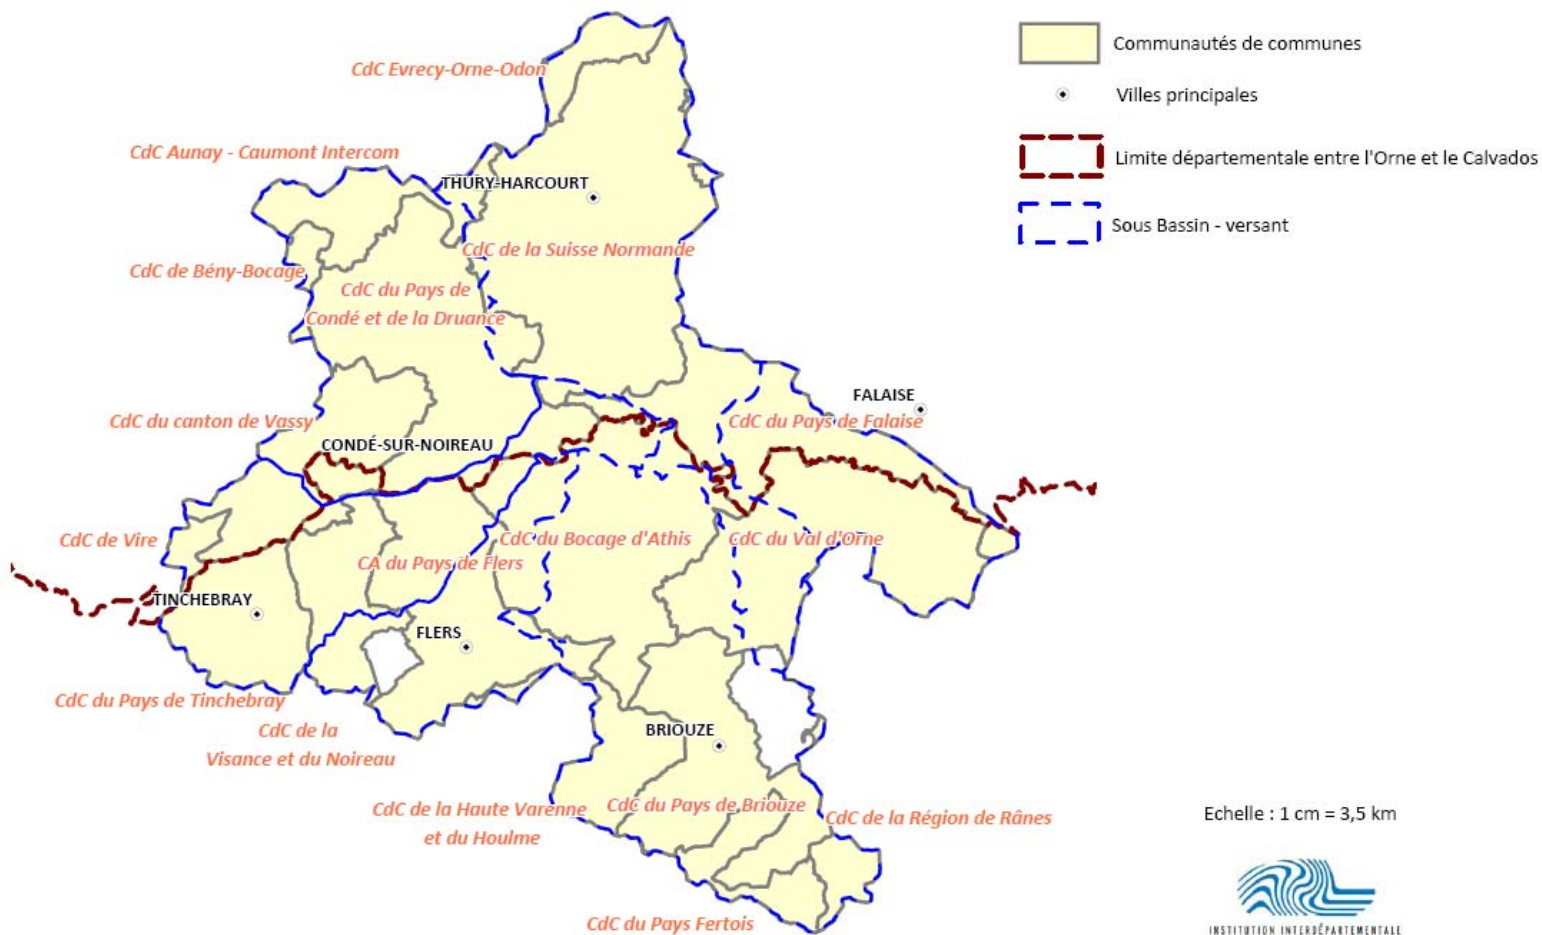 Communautés de communes
Villes principales
Limite départementale entre l'Orne et le Calvados
Sous Bassin - versant
CdC Evrecy-Orne-Odon
CdC Aunay - Caumont Intercom
THURY-HARCOURT
CdC de la Suisse Normande
CdC de Bény-Bocage
CdC du Pays de
Condé et de la Druance
FALAISE
CdC du canton de Vassy
CdC du Pays de Falaise
CONDÉ-SUR-NOIREAU
CdC de Vire
CdC du Bocage d'Athis
CdC du Val d'Orne
CA du Pays de Flers
TINCHEBRAY
FLERS
CdC du Pays de Tinchebray
CdC de la
Visance et du Noireau
BRIOUZE
CdC de la Haute Varenne
et du Houlme
CdC du Pays de Briouze
CdC de la Région de Rânes
CdC du Pays Fertois
Echelle : 1 cm = 3,5 km
INSTITUTION INTERDÉPARTEMENTALE